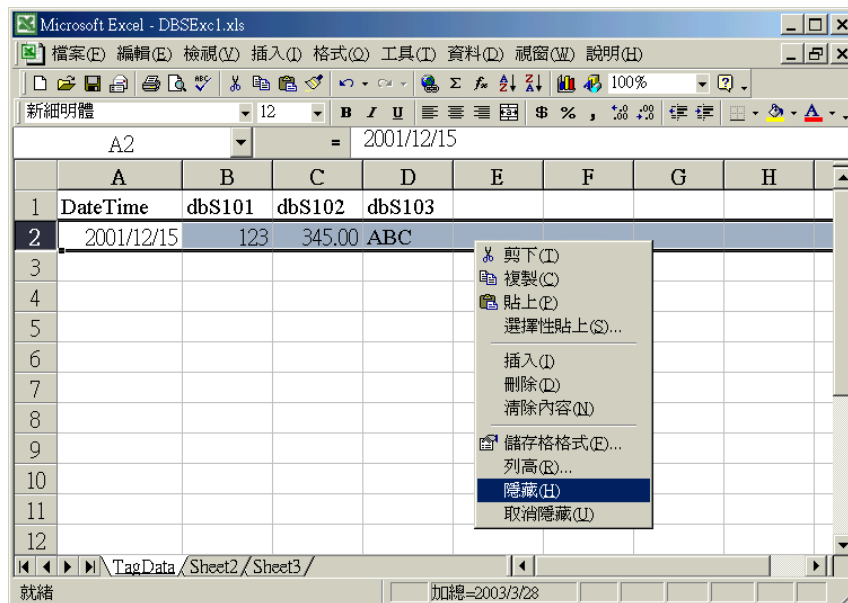 Microsoft Excel - DBSExc1.xls
檔案(F) 編輯(E) 檢視(V) 插入(I) 格式(O) 工具(T) 資料(D) 視窗(W) 說明(H)
100%
新細明體 12 B I U $ % ,
A2 = 2001/12/15
A B C D E F G H
1 DateTime dbS101 dbS102 dbS103
2 2001/12/15 123 345.00 ABC
3
4
5
6
7
8
9
10
11
12
剪下(T)
複製(C)
貼上(P)
選擇性貼上(S)...
插入(I)
刪除(D)
清除內容(N)
儲存格格式(F)...
列高(R)...
隱藏(H)
取消隱藏(U)
TagData Sheet2 Sheet3
就緒 加總=2003/3/28